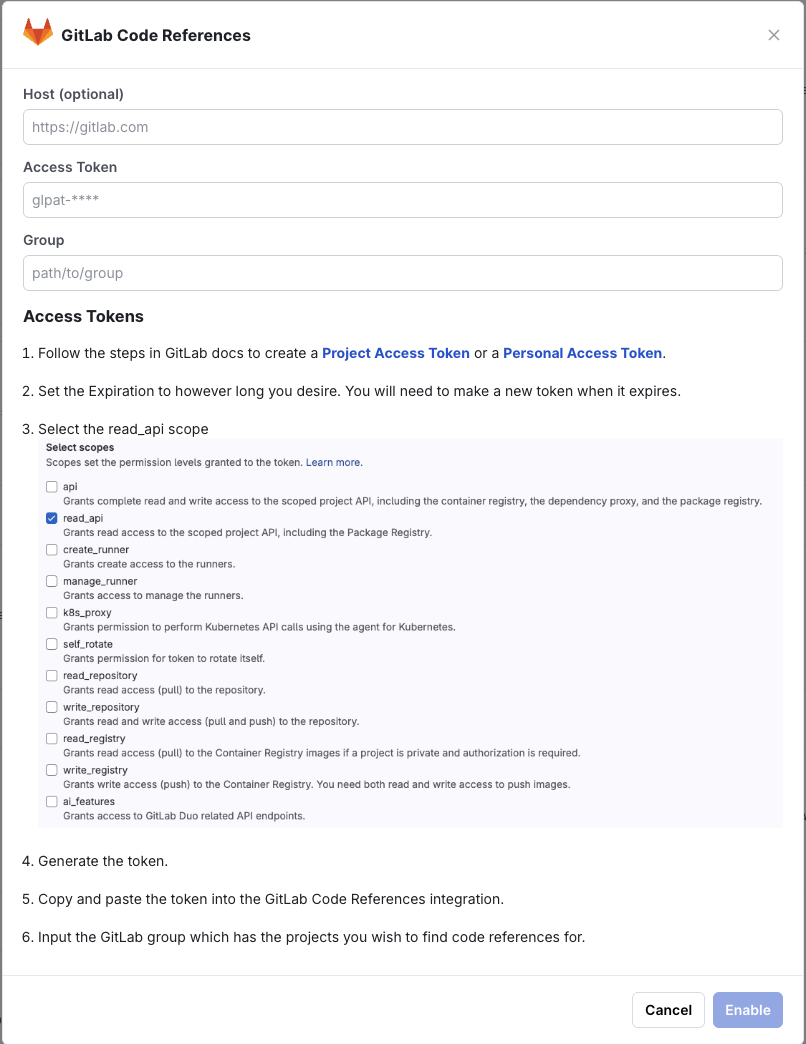 GitLab Code References
Host (optional)
https://gitlab.com
Access Token
glpat-****
Group
path/to/group
Access Tokens
1. Follow the steps in GitLab docs to create a Project Access Token or a Personal Access Token.
2. Set the Expiration to however long you desire. You will need to make a new token when it expires.
3. Select the read_api scope
Select scopes
Scopes set the permission levels granted to the token. Learn more.
api
Grants complete read and write access to the scoped project API, including the container registry, the dependency proxy, and the package registry.
read_api
Grants read access to the scoped project API, including the Package Registry.
create_runner
Grants create access to the runners.
manage_runner
Grants access to manage the runners.
k8s_proxy
Grants permission to perform Kubernetes API calls using the agent for Kubernetes.
self_rotate
Grants permission for token to rotate itself.
read_repository
Grants read access (pull) to the repository.
write_repository
Grants read and write access (pull and push) to the repository.
read_registry
Grants read access (pull) to the Container Registry images if a project is private and authorization is required.
write_registry
Grants write access (push) to the Container Registry. You need both read and write access to push images.
ai_features
Grants access to GitLab Duo related API endpoints.
4. Generate the token.
5. Copy and paste the token into the GitLab Code References integration.
6. Input the GitLab group which has the projects you wish to find code references for.
Cancel
Enable